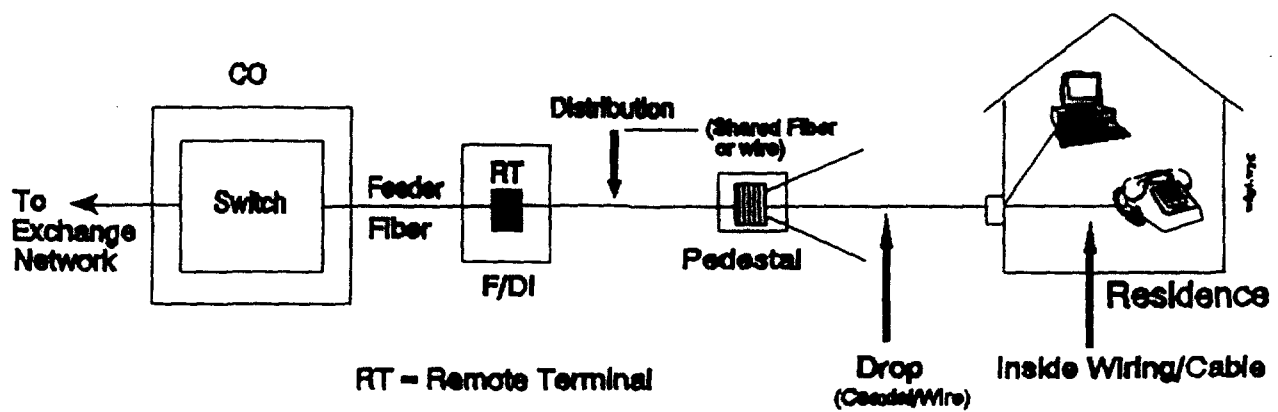 CO
Switch
To
Exchange
Network
Feeder
Fiber
RT
F/DI
Distribution
(Shared Fiber
or wire)
Pedestal
Residence
Drop
(Coaxial/Wire)
Inside Wiring/Cable
RT - Remote Terminal